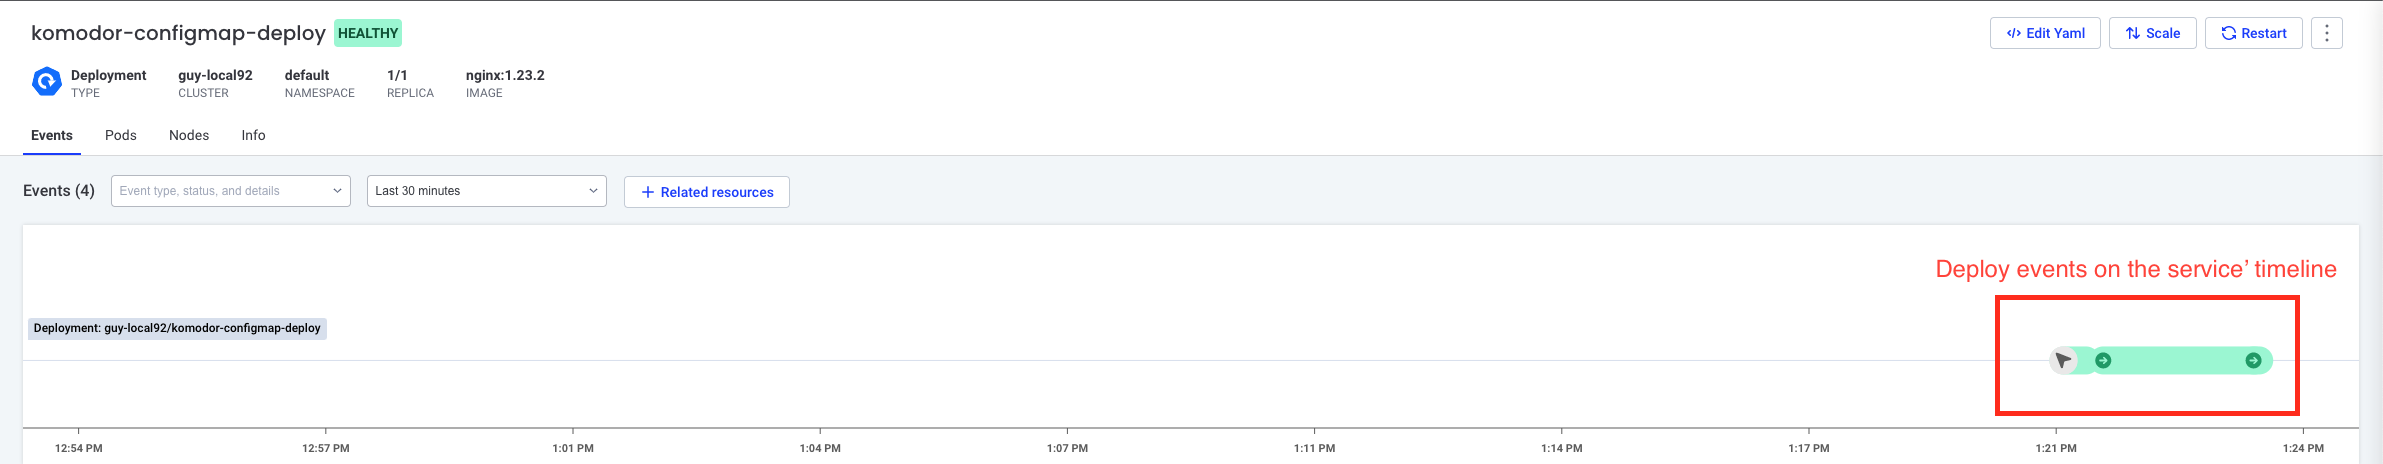 komodor-configmap-deploy HEALTHY
</> Edit Yaml Scale Restart
Deployment guy-local92 default 1/1 nginx:1.23.2
TYPE CLUSTER NAMESPACE REPLICA IMAGE
Events Pods Nodes Info
Events (4) Event type, status, and details Last 30 minutes + Related resources
Deploy events on the service’ timeline
Deployment: guy-local92/komodor-configmap-deploy
12:54 PM 12:57 PM 1:01 PM 1:04 PM 1:07 PM 1:11 PM 1:14 PM 1:17 PM 1:21 PM 1:24 PM